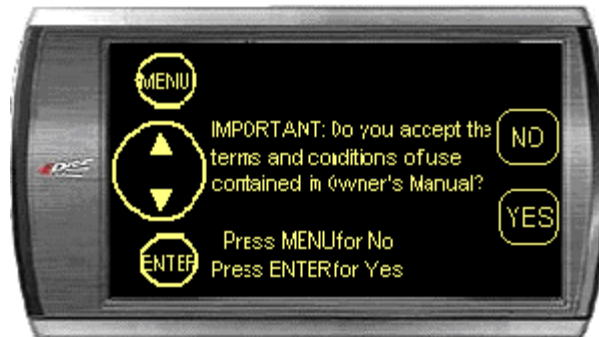 MENU
IMPORTANT: Do you accept the
terms and conditions of use
contained in Owner's Manual?
NO
YES
Press MENU for No
Press ENTER for Yes
ENTER